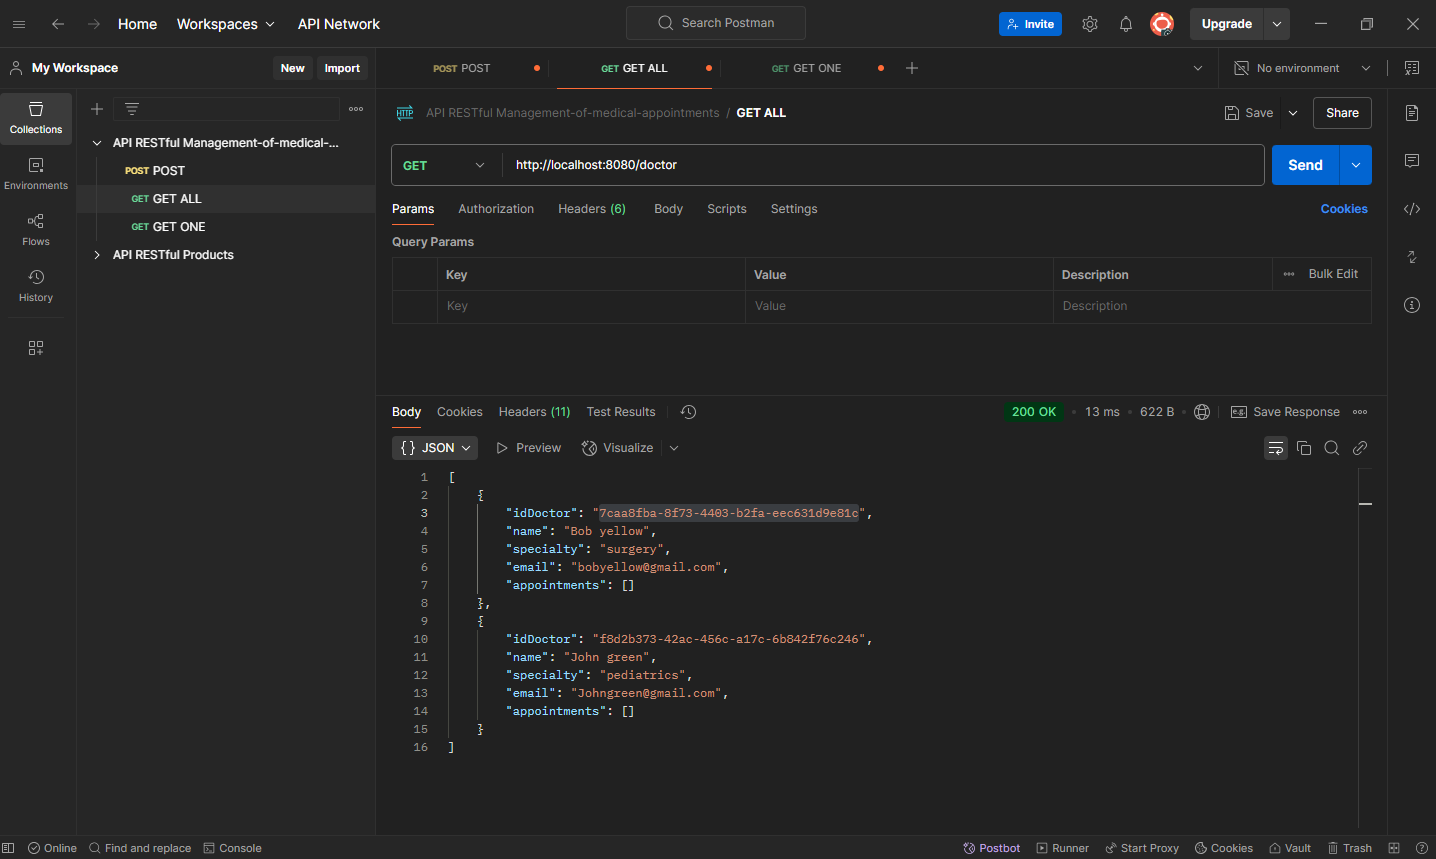 Home Workspaces API Network Search Postman Invite Upgrade
My Workspace New Import POST POST GET GET ALL GET GET ONE No environment
Collections
Environments
Flows
History
API RESTful Management-of-medical-...
POST POST
GET GET ALL
GET GET ONE
API RESTful Products
HTTP API RESTful Management-of-medical-appointments / GET ALL Save Share
GET http://localhost:8080/doctor Send
Params Authorization Headers (6) Body Scripts Settings Cookies
Query Params
Key Value Description Bulk Edit
Key Value Description
Body Cookies Headers (11) Test Results 200 OK 13 ms 622 B e.g. Save Response
{} JSON Preview Visualize
1 [
2 {
3 "idDoctor": "7caa8fba-8f73-4403-b2fa-eec631d9e81c",
4 "name": "Bob yellow",
5 "specialty": "surgery",
6 "email": "bobyellow@gmail.com",
7 "appointments": []
8 },
9 {
10 "idDoctor": "f8d2b373-42ac-456c-a17c-6b842f76c246",
11 "name": "John green",
12 "specialty": "pediatrics",
13 "email": "Johngreen@gmail.com",
14 "appointments": []
15 }
16 ]
Online Find and replace Console Postbot Runner Start Proxy Cookies Vault Trash